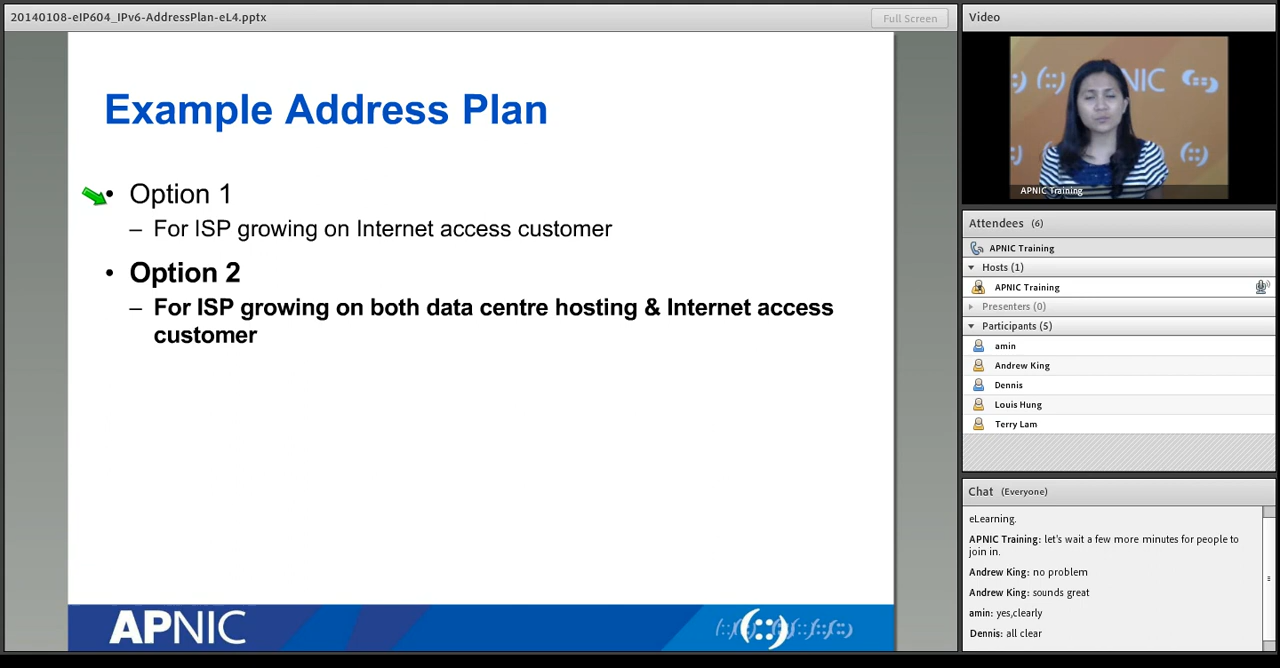 20140108-eIP604_IPv6-AddressPlan-eL4.pptx
Full Screen
Example Address Plan
• Option 1
– For ISP growing on Internet access customer
• Option 2
– For ISP growing on both data centre hosting & Internet access
customer
APNIC
Video
APNIC
APNIC Training
Attendees (6)
APNIC Training
Hosts (1)
APNIC Training
Presenters (0)
Participants (5)
amin
Andrew King
Dennis
Louis Hung
Terry Lam
Chat (Everyone)
eLearning.
APNIC Training: let's wait a few more minutes for people to
join in.
Andrew King: no problem
Andrew King: sounds great
amin: yes,clearly
Dennis: all clear